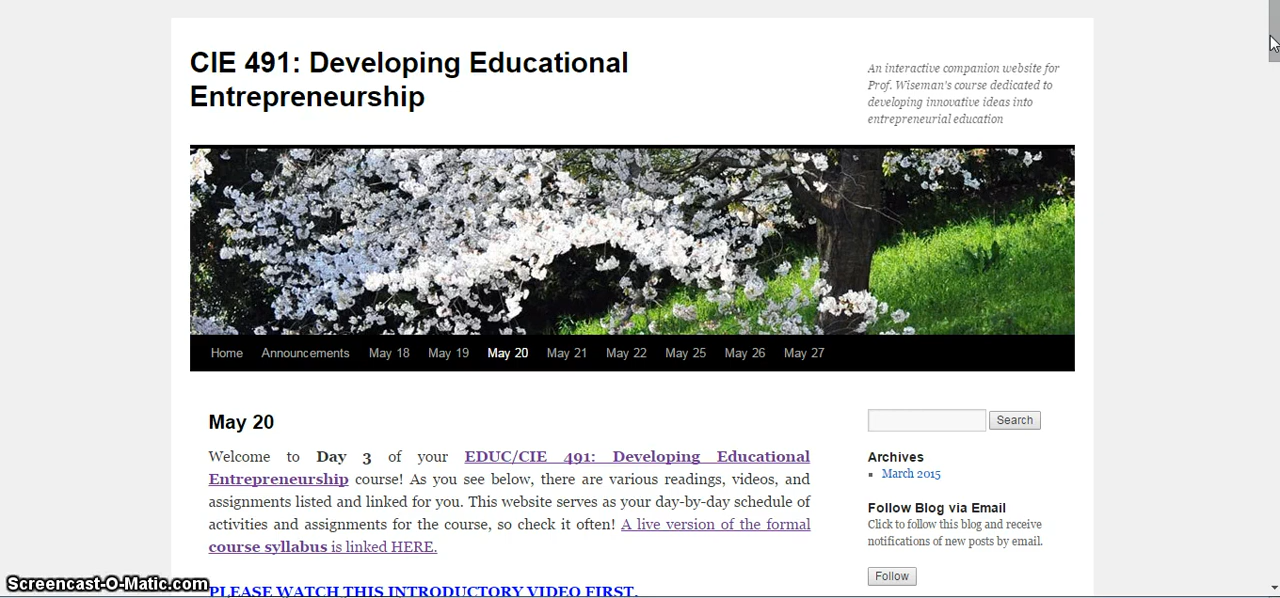 CIE 491: Developing Educational
Entrepreneurship
An interactive companion website for
Prof. Wiseman's course dedicated to
developing innovative ideas into
entrepreneurial education
Home Announcements May 18 May 19 May 20 May 21 May 22 May 25 May 26 May 27
May 20
Welcome to Day 3 of your EDUC/CIE 491: Developing Educational
Entrepreneurship course! As you see below, there are various readings, videos, and
assignments listed and linked for you. This website serves as your day-by-day schedule of
activities and assignments for the course, so check it often! A live version of the formal
course syllabus is linked HERE.
PLEASE WATCH THIS INTRODUCTORY VIDEO FIRST.
Search
Archives
March 2015
Follow Blog via Email
Click to follow this blog and receive
notifications of new posts by email.
Follow
Screencast-O-Matic.com